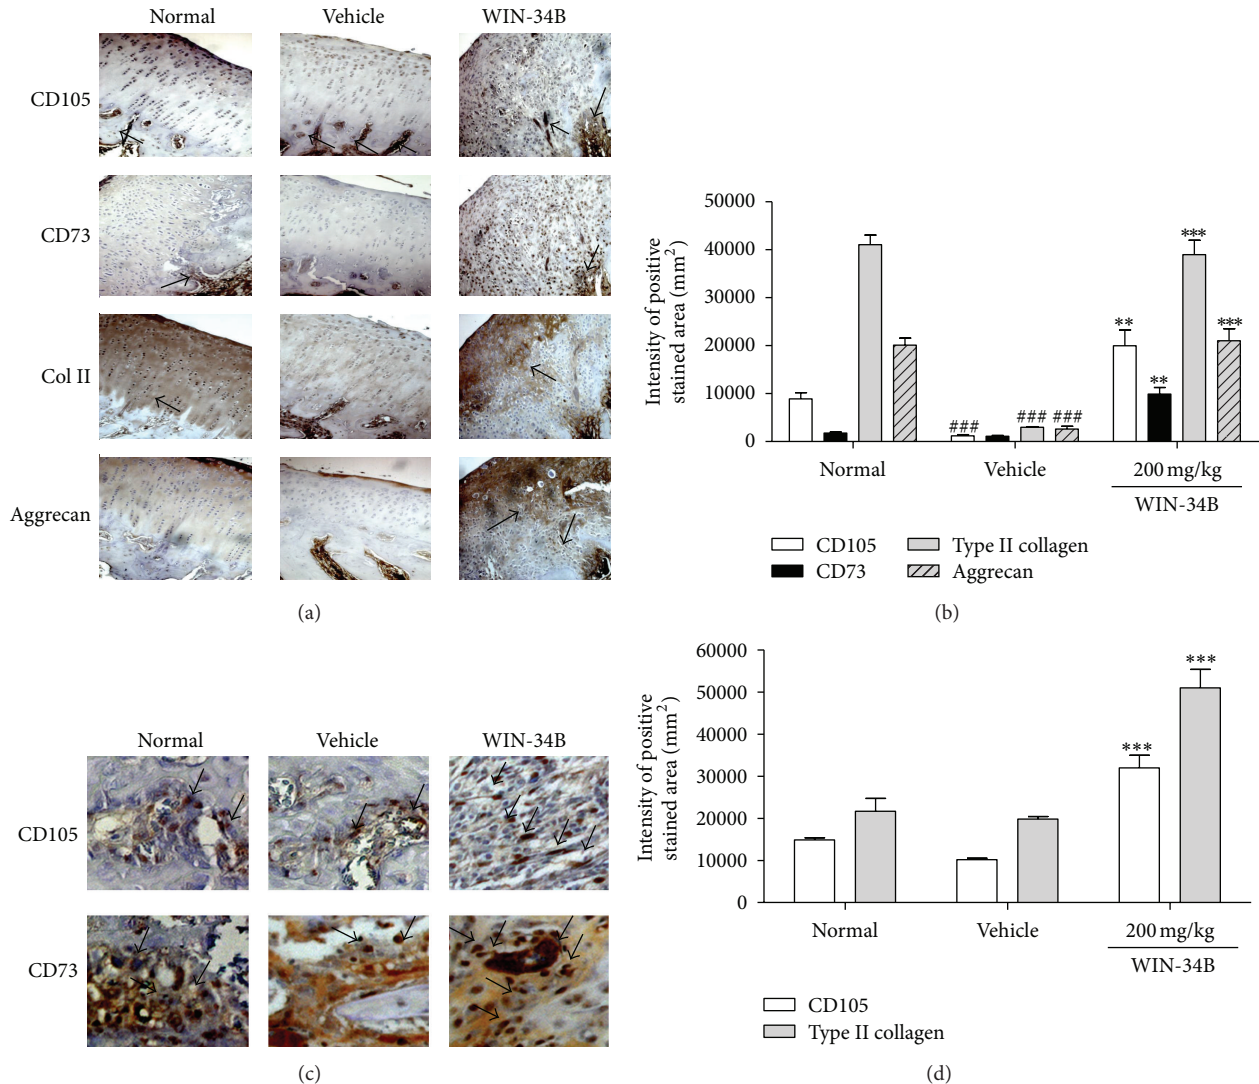 Normal Vehicle WIN-34B
CD105
CD73
Col II
Aggrecan
(a)
Intensity of positive
stained area (mm²)
50000
40000
30000
20000
10000
0
###
### ###
**
**
***
***
Normal Vehicle 200 mg/kg
WIN-34B
CD105 Type II collagen
CD73 Aggrecan
(b)
Normal Vehicle WIN-34B
CD105
CD73
(c)
Intensity of positive
stained area (mm²)
60000
50000
40000
30000
20000
10000
0
***
***
Normal Vehicle 200 mg/kg
WIN-34B
CD105
Type II collagen
(d)